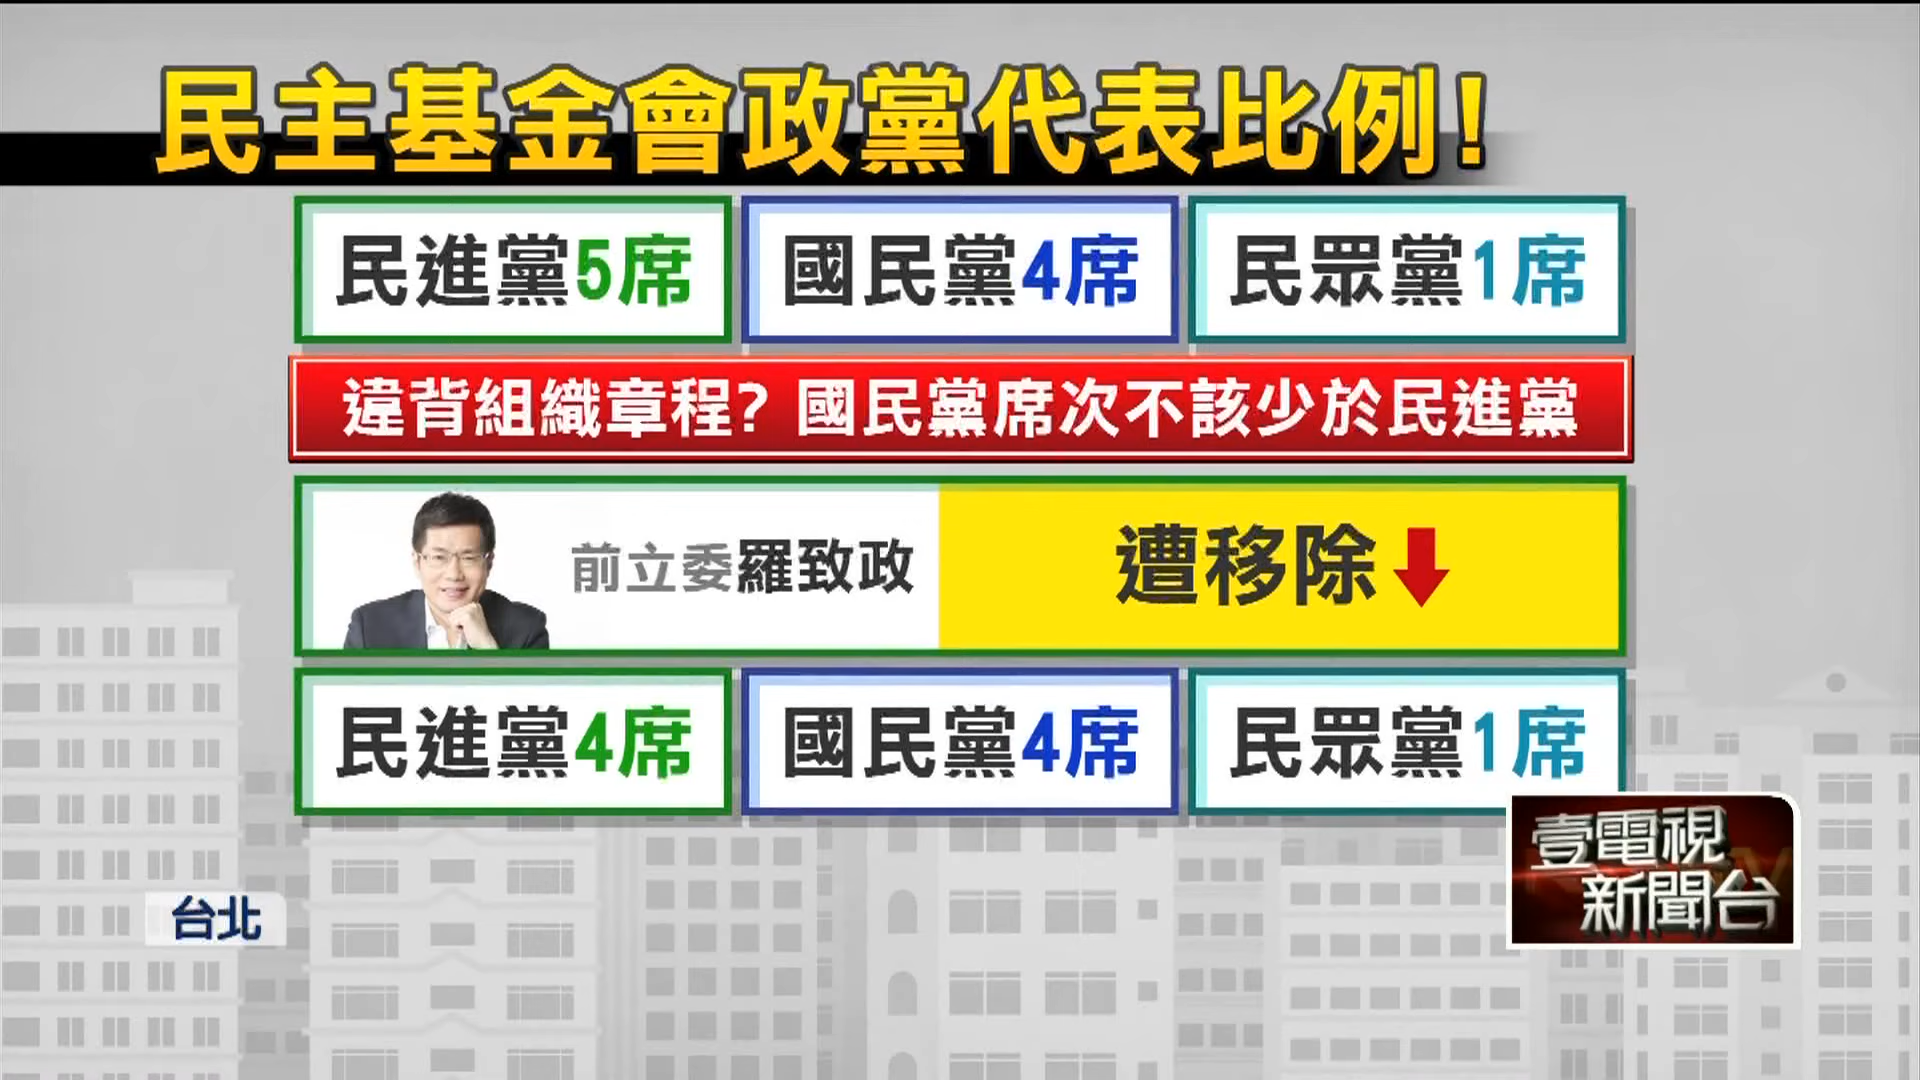 民主基金會政黨代表比例!
民進黨5席
國民黨4席
民眾黨1席
違背組織章程? 國民黨席次不該少於民進黨
前立委羅致政
遭移除
民進黨4席
國民黨4席
民眾黨1席
台北
壹電視
新聞台